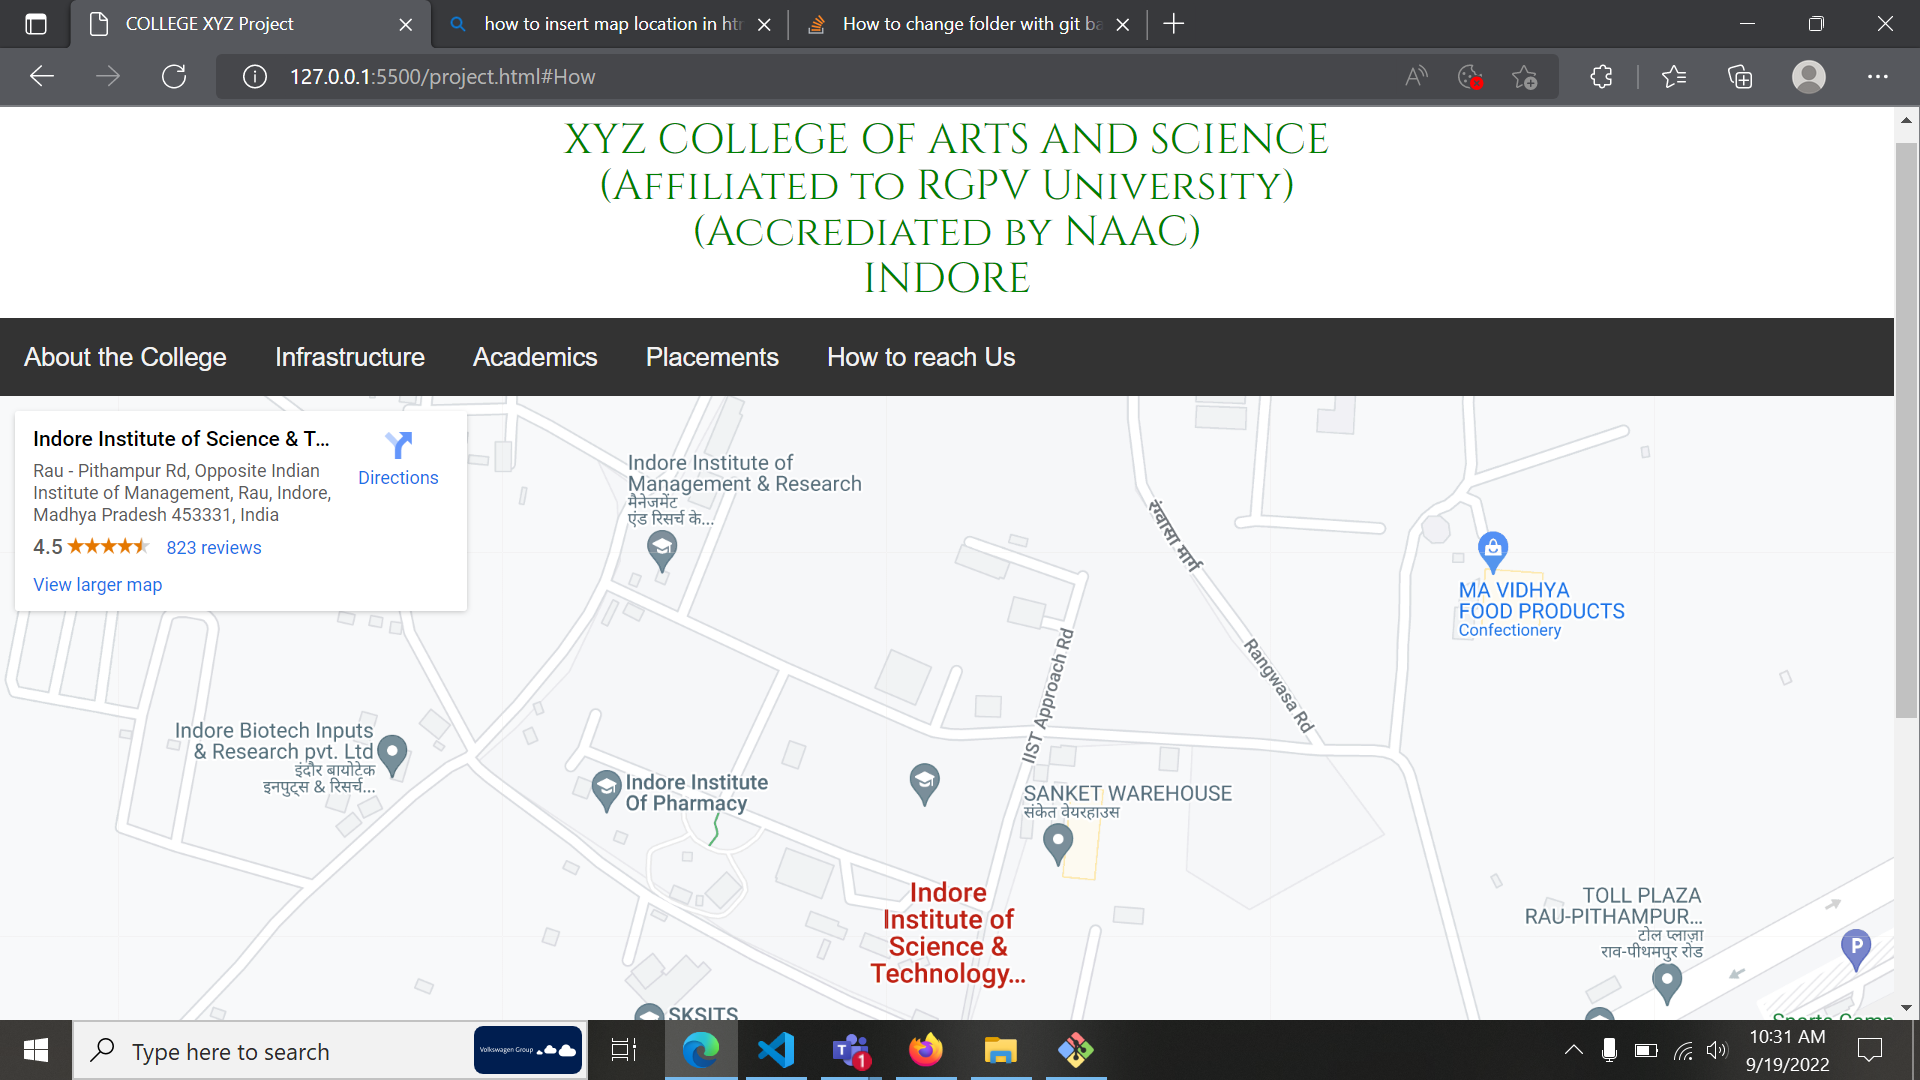 COLLEGE XYZ Project
how to insert map location in htm
How to change folder with git ba
127.0.0.1:5500/project.html#How
XYZ COLLEGE OF ARTS AND SCIENCE
(Affiliated to RGPV University)
(Accrediated by NAAC)
INDORE
About the College
Infrastructure
Academics
Placements
How to reach Us
Indore Institute of Science & T...
Directions
Rau - Pithampur Rd, Opposite Indian
Institute of Management, Rau, Indore,
Madhya Pradesh 453331, India
4.5
823 reviews
View larger map
Indore Institute of
Management & Research
मैनेजमेंट
एंड रिसर्च के...
रंग्वासा मार्ग
MA VIDHYA
FOOD PRODUCTS
Confectionery
IIST Approach Rd
Rangwasa Rd
Indore Biotech Inputs
& Research pvt. Ltd
इंदौर बायोटेक
इनपुट्स & रिसर्च...
Indore Institute
Of Pharmacy
SANKET WAREHOUSE
संकेत वेयरहाउस
Indore
Institute of
Science &
Technology...
TOLL PLAZA
RAU-PITHAMPUR...
टोल प्लाज़ा
राव-पीथमपुर रोड
P
SKSITS
Sports Comp
Type here to search
Volkswagen Group
T
1
10:31 AM
9/19/2022